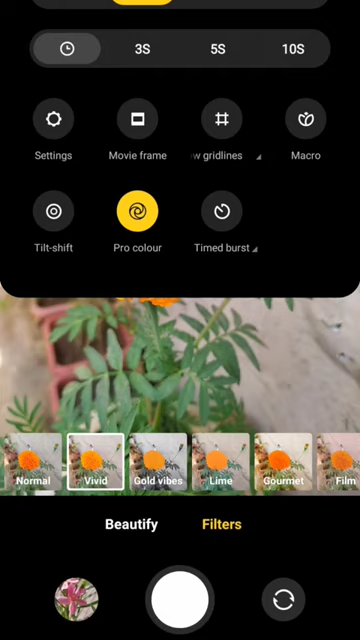 3S 5S 10S
Settings Movie frame w gridlines Macro
Tilt-shift Pro colour Timed burst
Normal Vivid Gold vibes Lime Gourmet Film
Beautify Filters